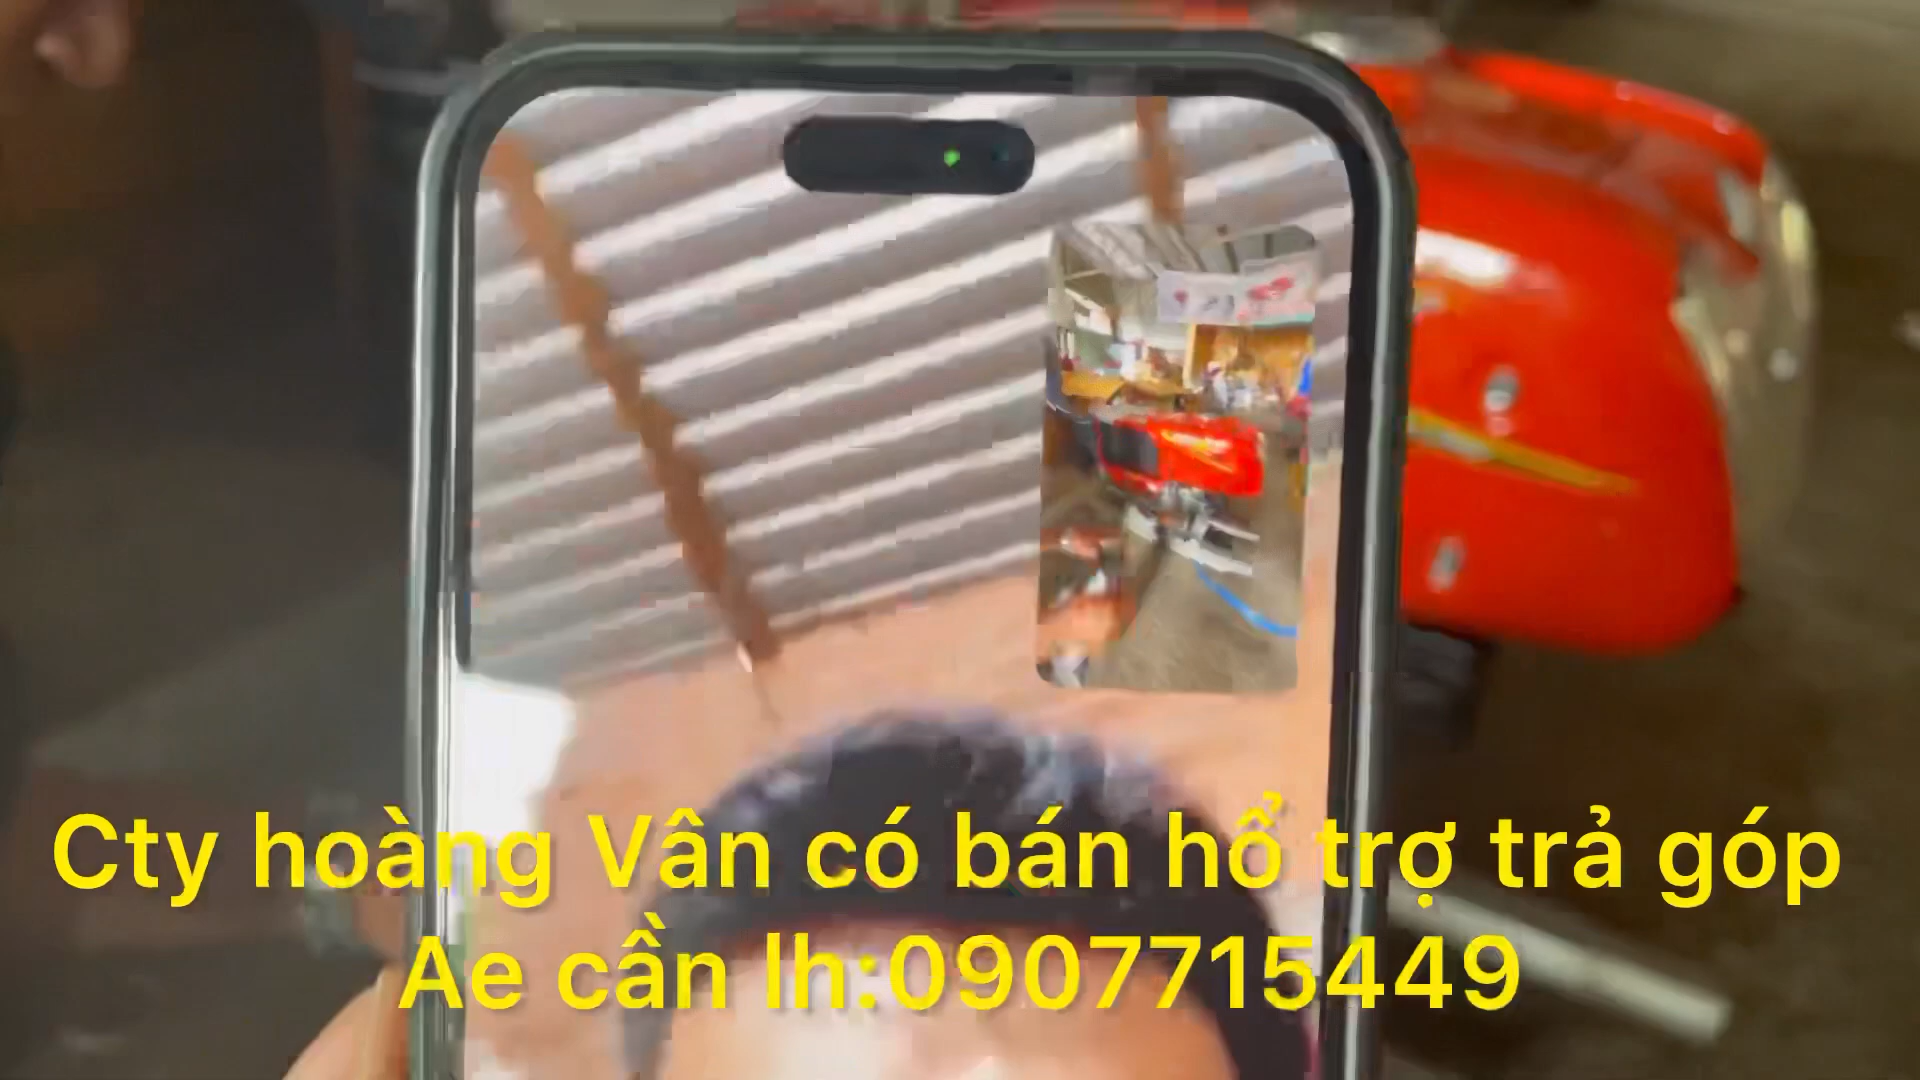 Cty hoàng Vân có bán hổ trợ trả góp
Ae cần lh:0907715449